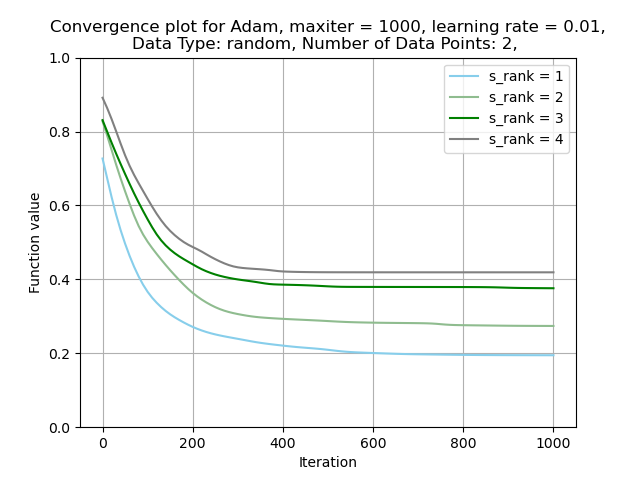 Convergence plot for Adam, maxiter = 1000, learning rate = 0.01,
Data Type: random, Number of Data Points: 2,
1.0
0.8
0.6
0.4
0.2
0.0
Function value
s_rank = 1
s_rank = 2
s_rank = 3
s_rank = 4
0 200 400 600 800 1000
Iteration